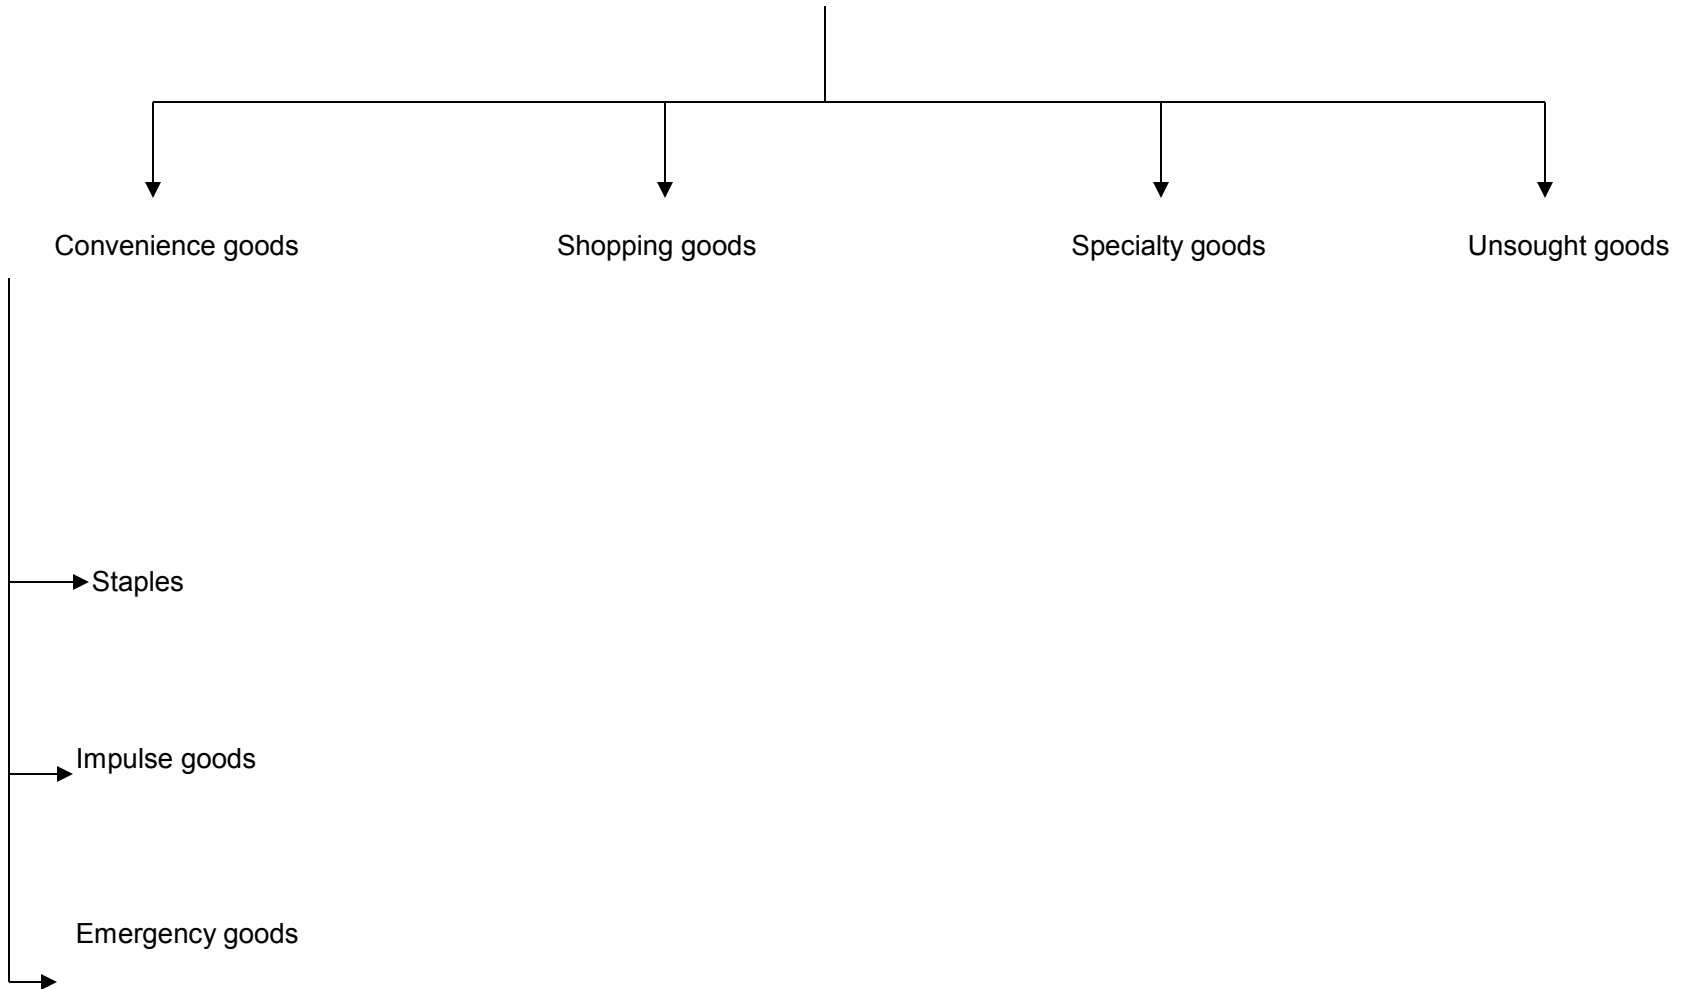 Convenience goods
Shopping goods
Specialty goods
Unsought goods
Staples
Impulse goods
Emergency goods